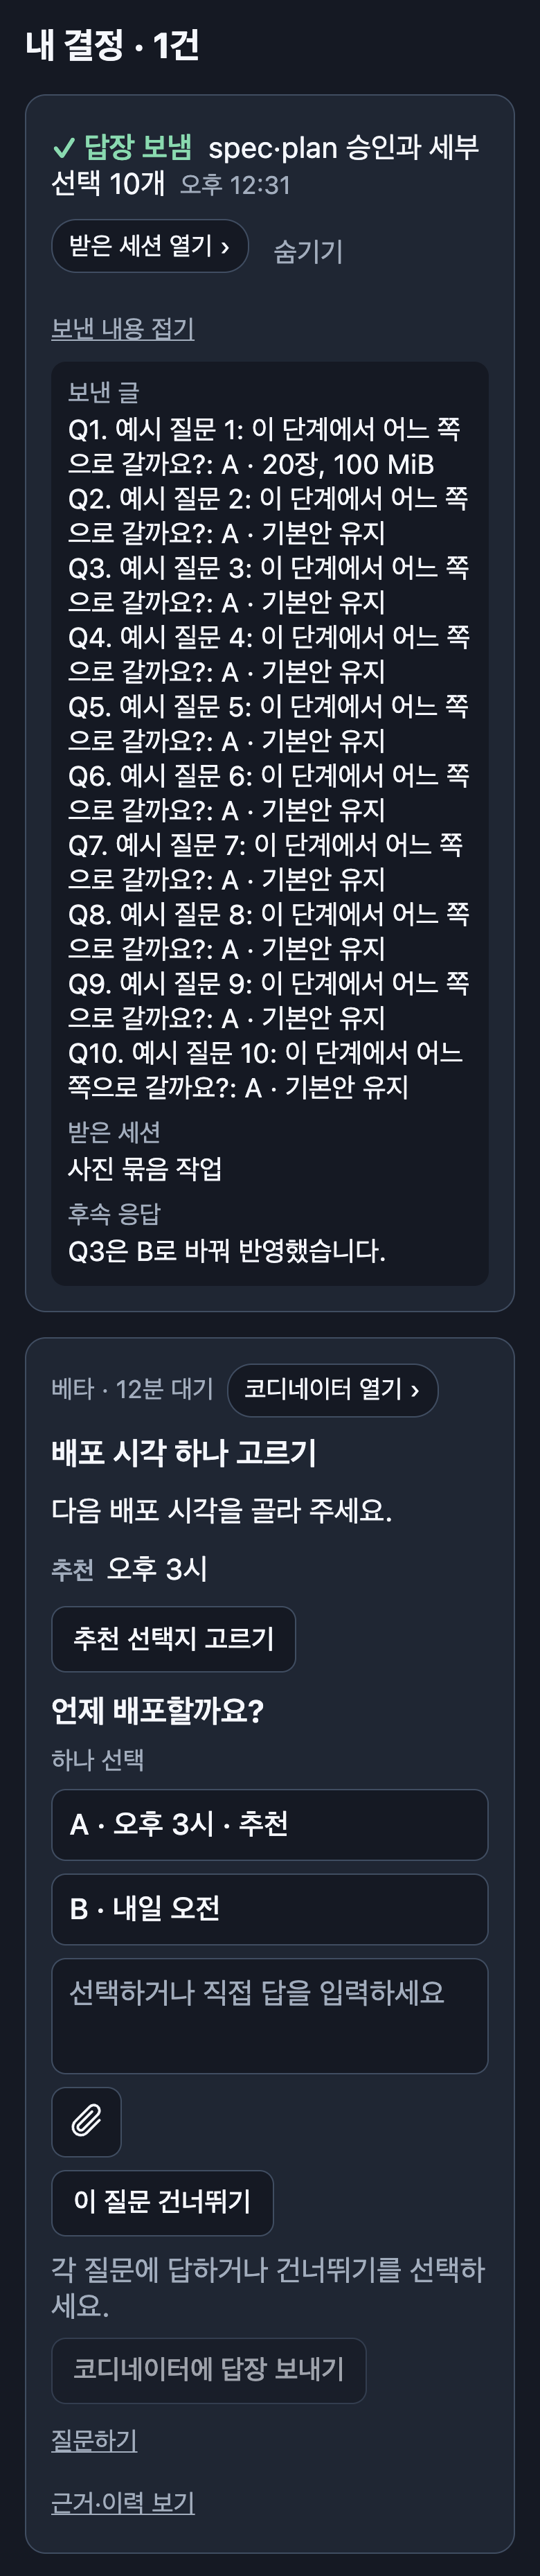 내 결정 · 1건
✓ 답장 보냄 spec·plan 승인과 세부
선택 10개 오후 12:31
받은 세션 열기 › 숨기기
보낸 내용 접기
보낸 글
Q1. 예시 질문 1: 이 단계에서 어느 쪽
으로 갈까요?: A · 20장, 100 MiB
Q2. 예시 질문 2: 이 단계에서 어느 쪽
으로 갈까요?: A · 기본안 유지
Q3. 예시 질문 3: 이 단계에서 어느 쪽
으로 갈까요?: A · 기본안 유지
Q4. 예시 질문 4: 이 단계에서 어느 쪽
으로 갈까요?: A · 기본안 유지
Q5. 예시 질문 5: 이 단계에서 어느 쪽
으로 갈까요?: A · 기본안 유지
Q6. 예시 질문 6: 이 단계에서 어느 쪽
으로 갈까요?: A · 기본안 유지
Q7. 예시 질문 7: 이 단계에서 어느 쪽
으로 갈까요?: A · 기본안 유지
Q8. 예시 질문 8: 이 단계에서 어느 쪽
으로 갈까요?: A · 기본안 유지
Q9. 예시 질문 9: 이 단계에서 어느 쪽
으로 갈까요?: A · 기본안 유지
Q10. 예시 질문 10: 이 단계에서 어느
쪽으로 갈까요?: A · 기본안 유지
받은 세션
사진 묶음 작업
후속 응답
Q3은 B로 바꿔 반영했습니다.
베타 · 12분 대기 코디네이터 열기 ›
배포 시각 하나 고르기
다음 배포 시각을 골라 주세요.
추천 오후 3시
추천 선택지 고르기
언제 배포할까요?
하나 선택
A · 오후 3시 · 추천
B · 내일 오전
선택하거나 직접 답을 입력하세요
이 질문 건너뛰기
각 질문에 답하거나 건너뛰기를 선택하
세요.
코디네이터에 답장 보내기
질문하기
근거·이력 보기